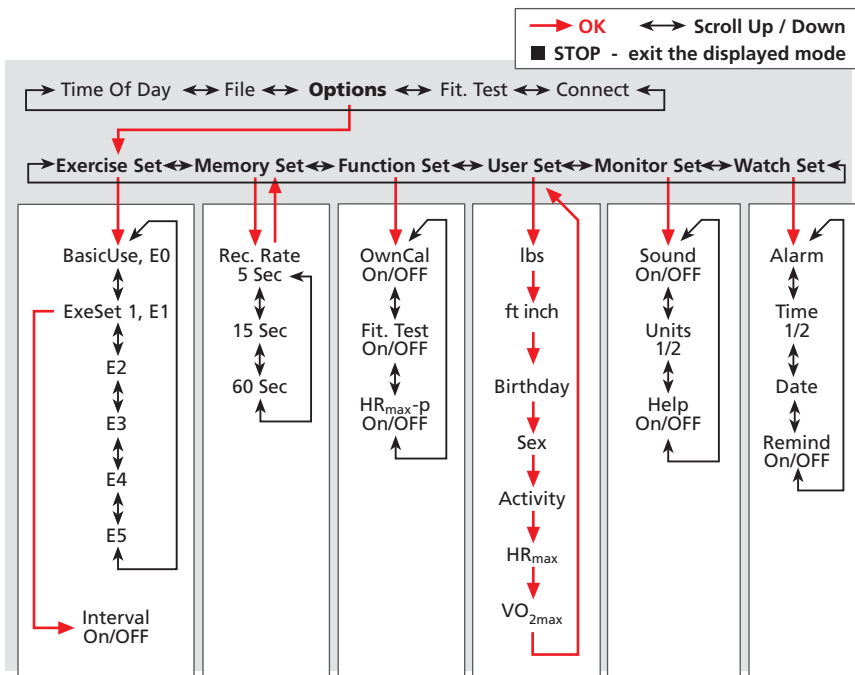 OK Scroll Up / Down
STOP - exit the displayed mode
Time Of Day File Options Fit. Test Connect
Exercise Set Memory Set Function Set User Set Monitor Set Watch Set
BasicUse, E0
ExeSet 1, E1
E2
E3
E4
E5
Interval
On/OFF
Rec. Rate
5 Sec
15 Sec
60 Sec
OwnCal
On/OFF
Fit. Test
On/OFF
HRmax-p
On/OFF
lbs
ft inch
Birthday
Sex
Activity
HRmax
VO2max
Sound
On/OFF
Units
1/2
Help
On/OFF
Alarm
Time
1/2
Date
Remind
On/OFF